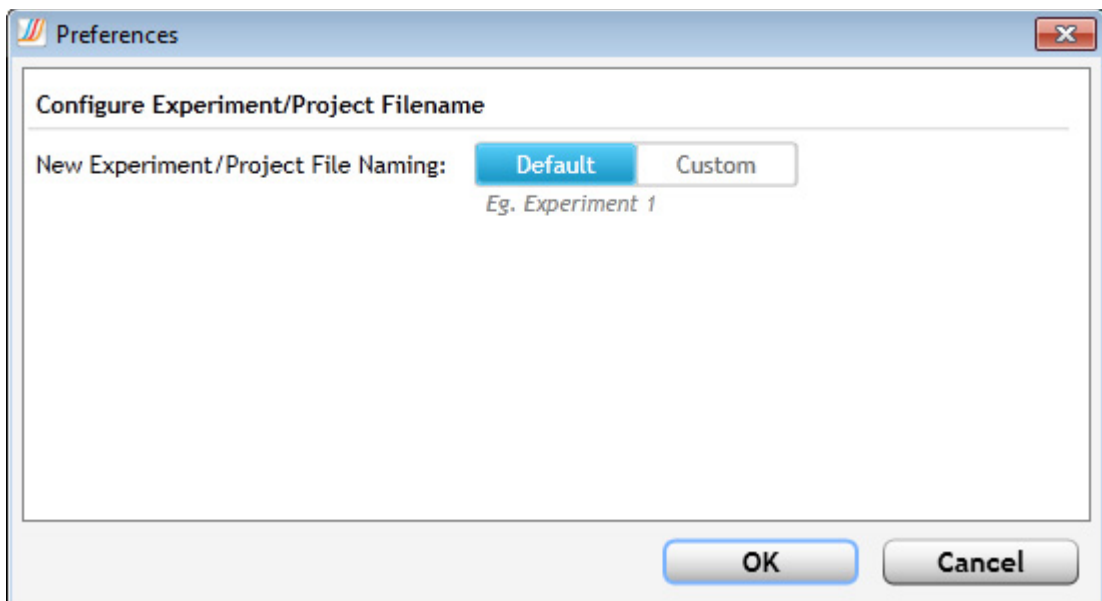 Preferences
Configure Experiment/Project Filename
New Experiment/Project File Naming: Default Custom
Eg. Experiment 1
OK Cancel